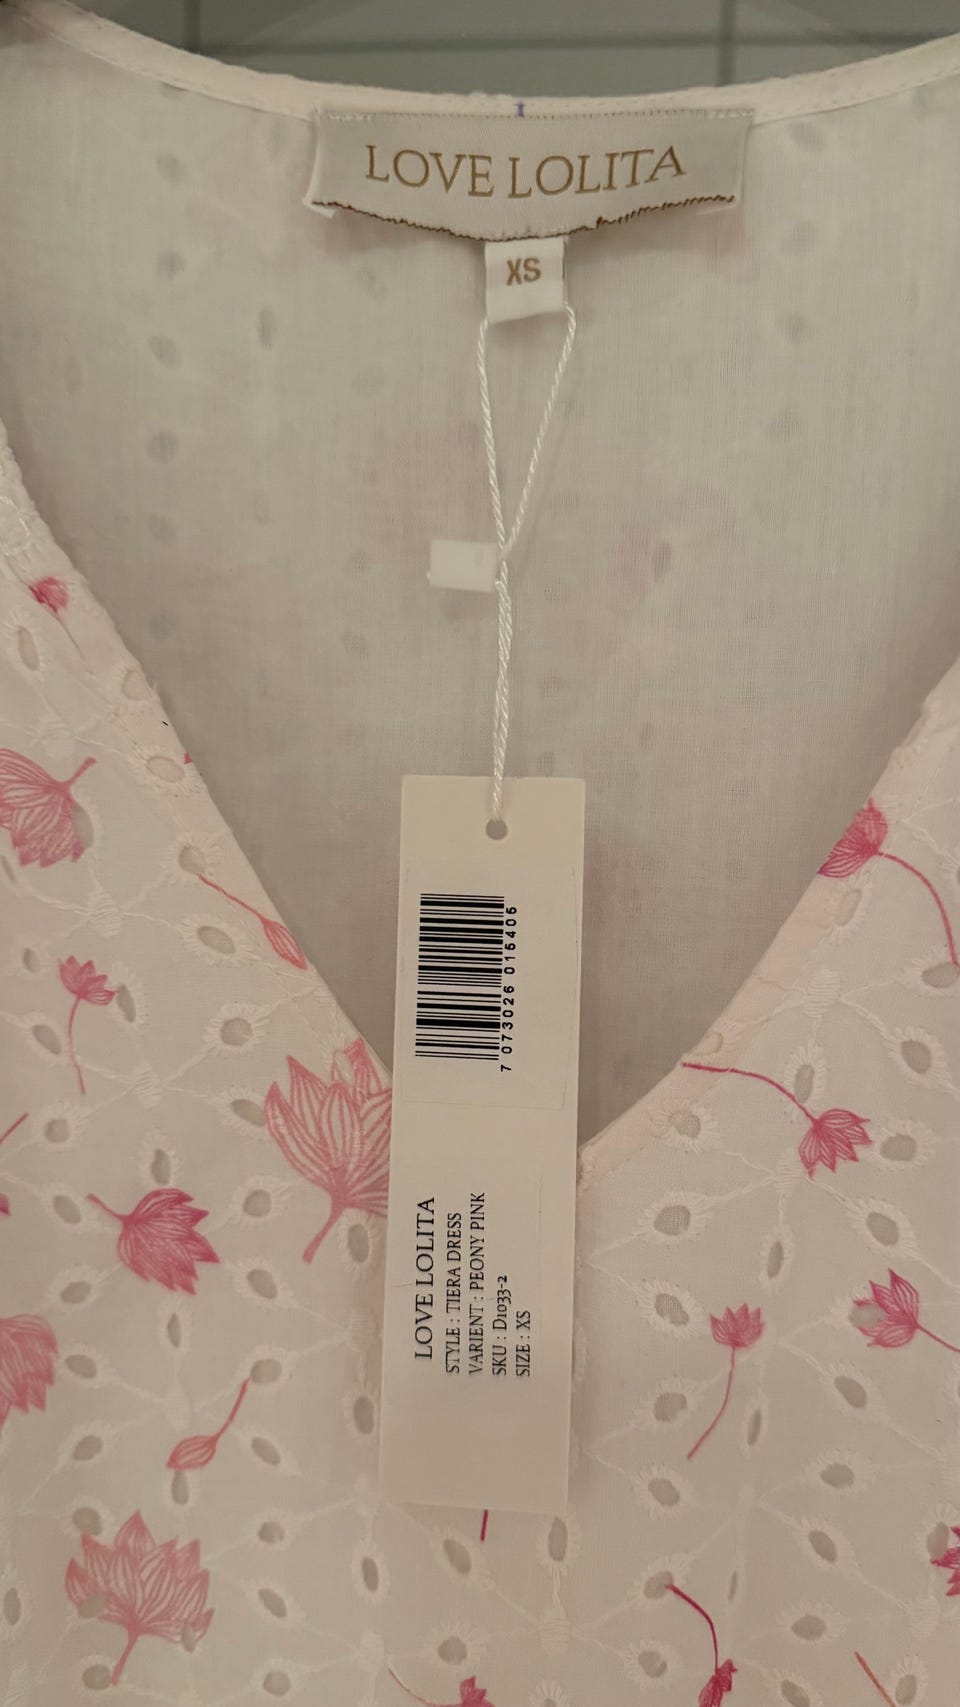 LOVE LOLITA
XS
7 073026 016406
LOVE LOLITA
STYLE : TIERA DRESS
VARIENT : PEONY PINK
SKU : D1033-2
SIZE : XS